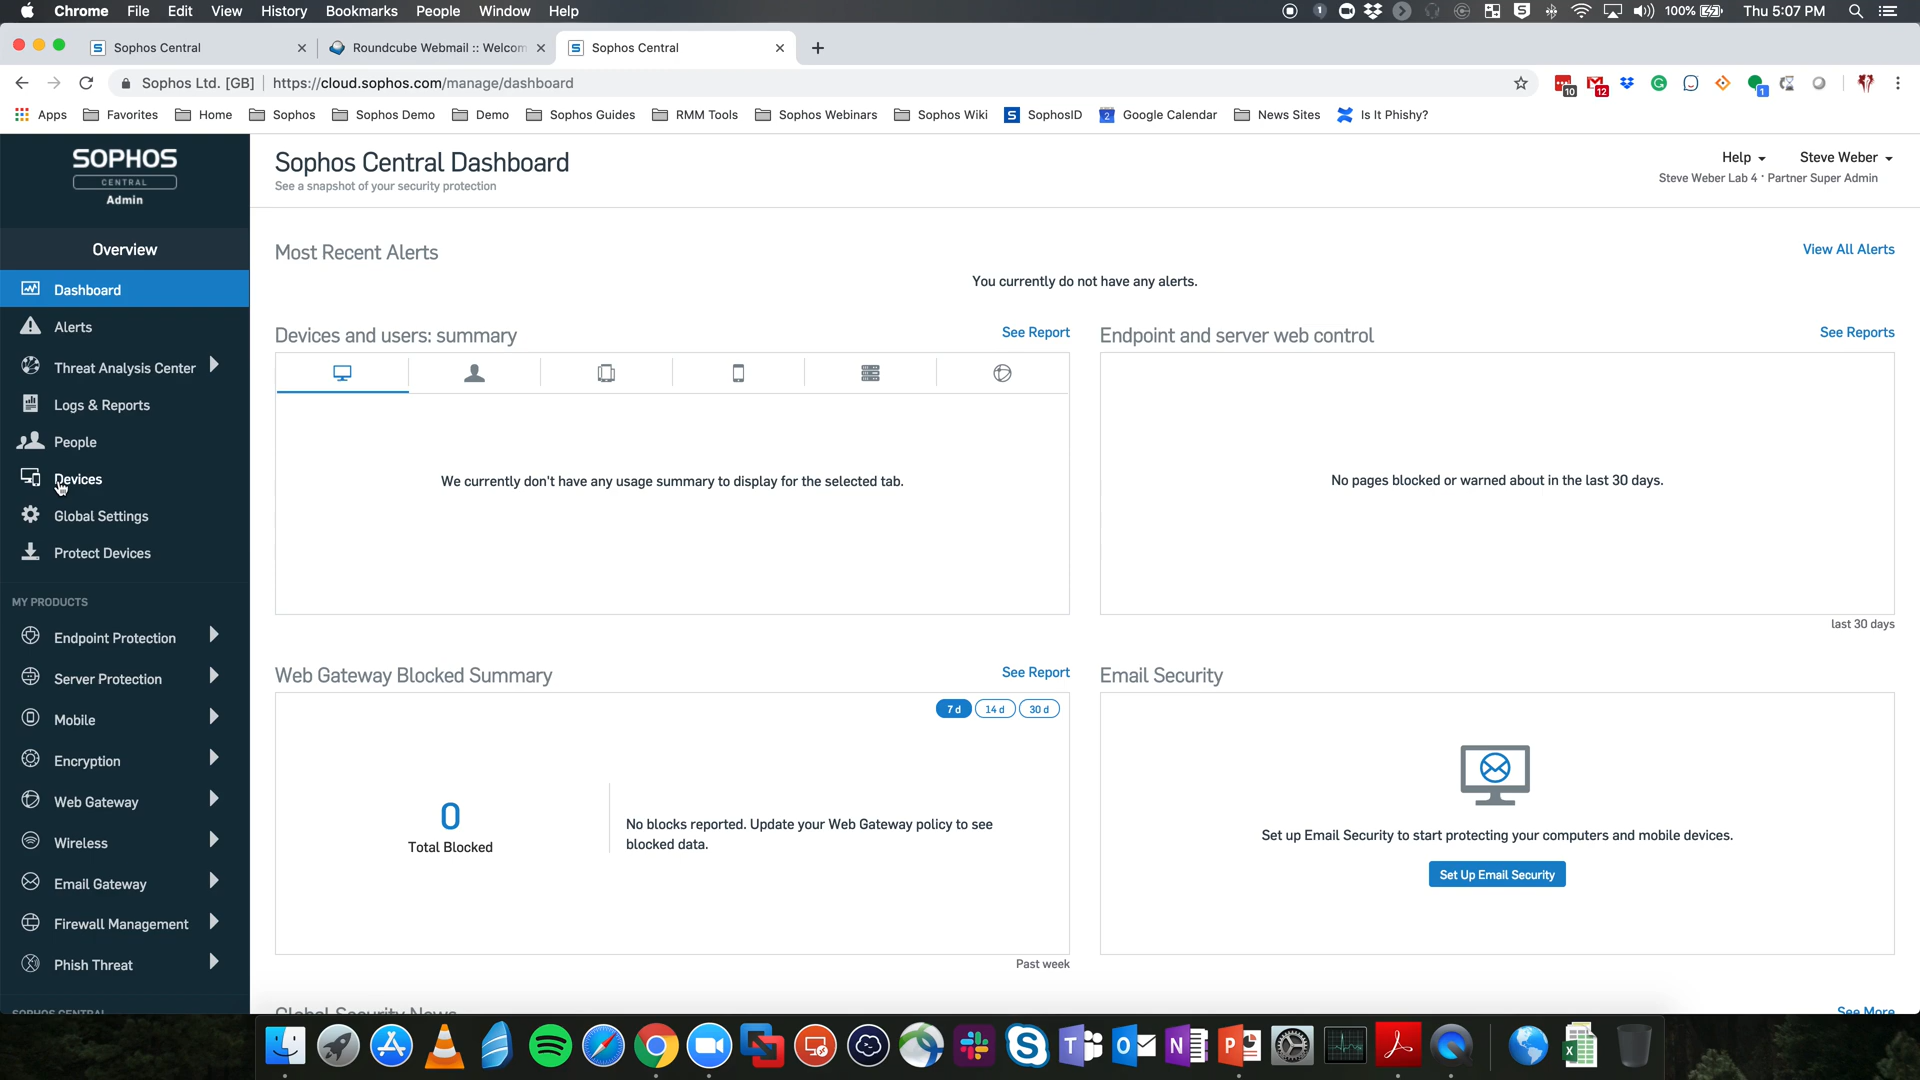 Chrome File Edit View History Bookmarks People Window Help 100% Thu 5:07 PM
Sophos Central Roundcube Webmail :: Welcom Sophos Central
Sophos Ltd. [GB] https://cloud.sophos.com/manage/dashboard 10 12 1
Apps Favorites Home Sophos Sophos Demo Demo Sophos Guides RMM Tools Sophos Webinars Sophos Wiki SophosID Google Calendar News Sites Is It Phishy?
SOPHOS
CENTRAL
Admin
Sophos Central Dashboard
See a snapshot of your security protection
Help Steve Weber
Steve Weber Lab 4 · Partner Super Admin
Overview
Dashboard
Alerts
Threat Analysis Center
Logs & Reports
People
Devices
Global Settings
Protect Devices
MY PRODUCTS
Endpoint Protection
Server Protection
Mobile
Encryption
Web Gateway
Wireless
Email Gateway
Firewall Management
Phish Threat
SOPHOS CENTRAL
Most Recent Alerts View All Alerts
You currently do not have any alerts.
Devices and users: summary See Report
We currently don't have any usage summary to display for the selected tab.
Endpoint and server web control See Reports
No pages blocked or warned about in the last 30 days.
last 30 days
Web Gateway Blocked Summary See Report
7 d 14 d 30 d
0
Total Blocked
No blocks reported. Update your Web Gateway policy to see
blocked data.
Past week
Email Security
Set up Email Security to start protecting your computers and mobile devices.
Set Up Email Security
Global Security News See More